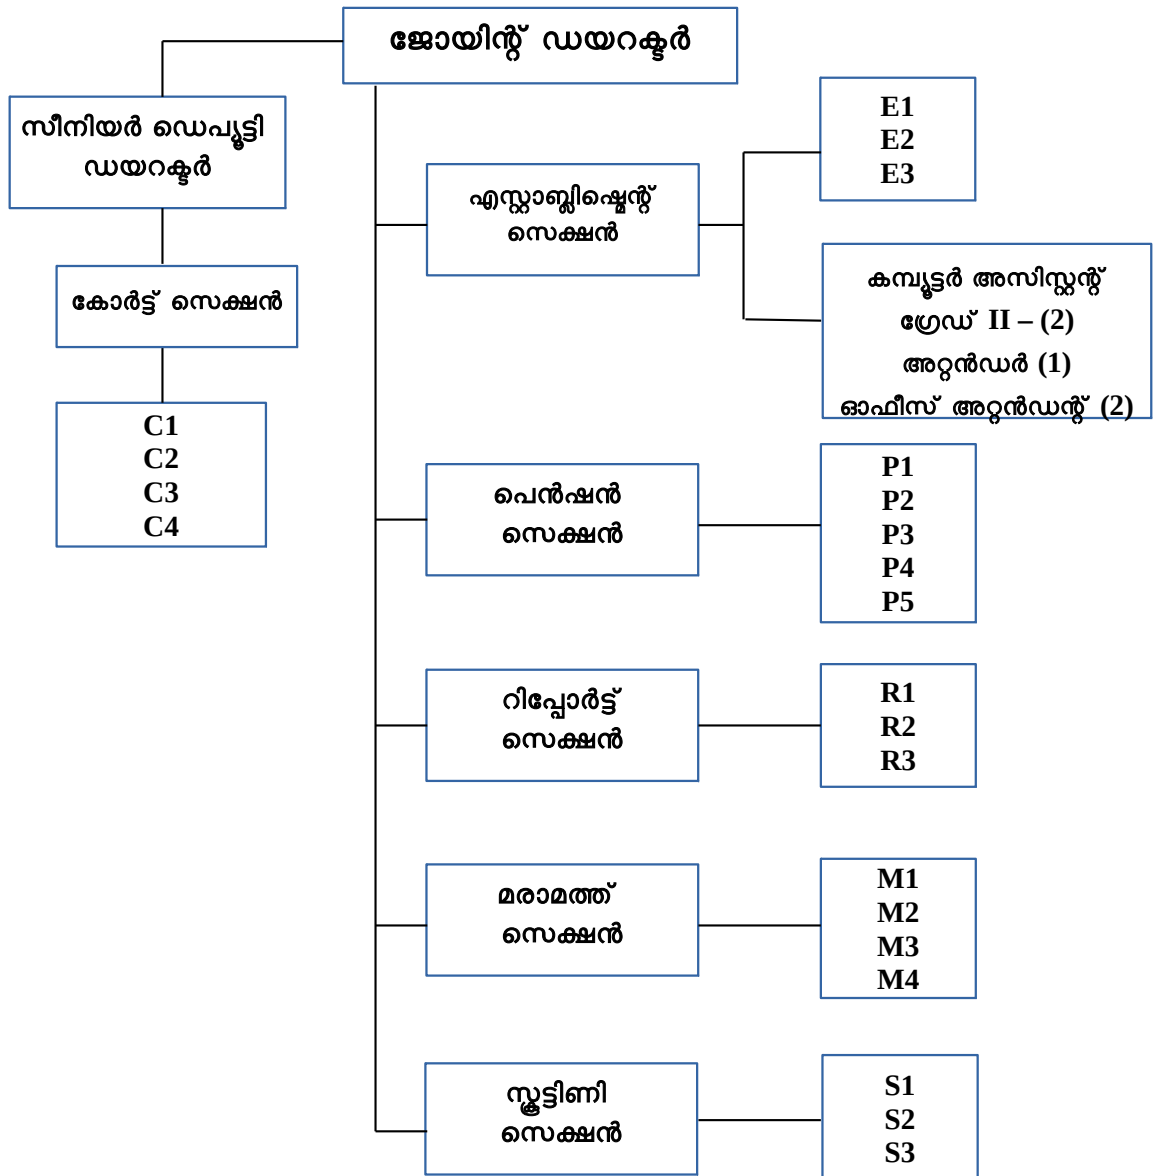 ജോയിന്റ് ഡയറക്ടർ
സീനിയർ ഡെപ്യൂട്ടി
ഡയറക്ടർ
കോർട്ട് സെക്ഷൻ
C1
C2
C3
C4
എസ്റ്റാബ്ലിഷ്മെന്റ്
സെക്ഷൻ
E1
E2
E3
കമ്പ്യൂട്ടർ അസിസ്റ്റന്റ്
ഗ്രേഡ് II – (2)
അറ്റൻഡർ (1)
ഓഫീസ് അറ്റൻഡന്റ് (2)
പെൻഷൻ
സെക്ഷൻ
P1
P2
P3
P4
P5
റിപ്പോർട്ട്
സെക്ഷൻ
R1
R2
R3
മരാമത്ത്
സെക്ഷൻ
M1
M2
M3
M4
സ്ക്രൂട്ടിണി
സെക്ഷൻ
S1
S2
S3